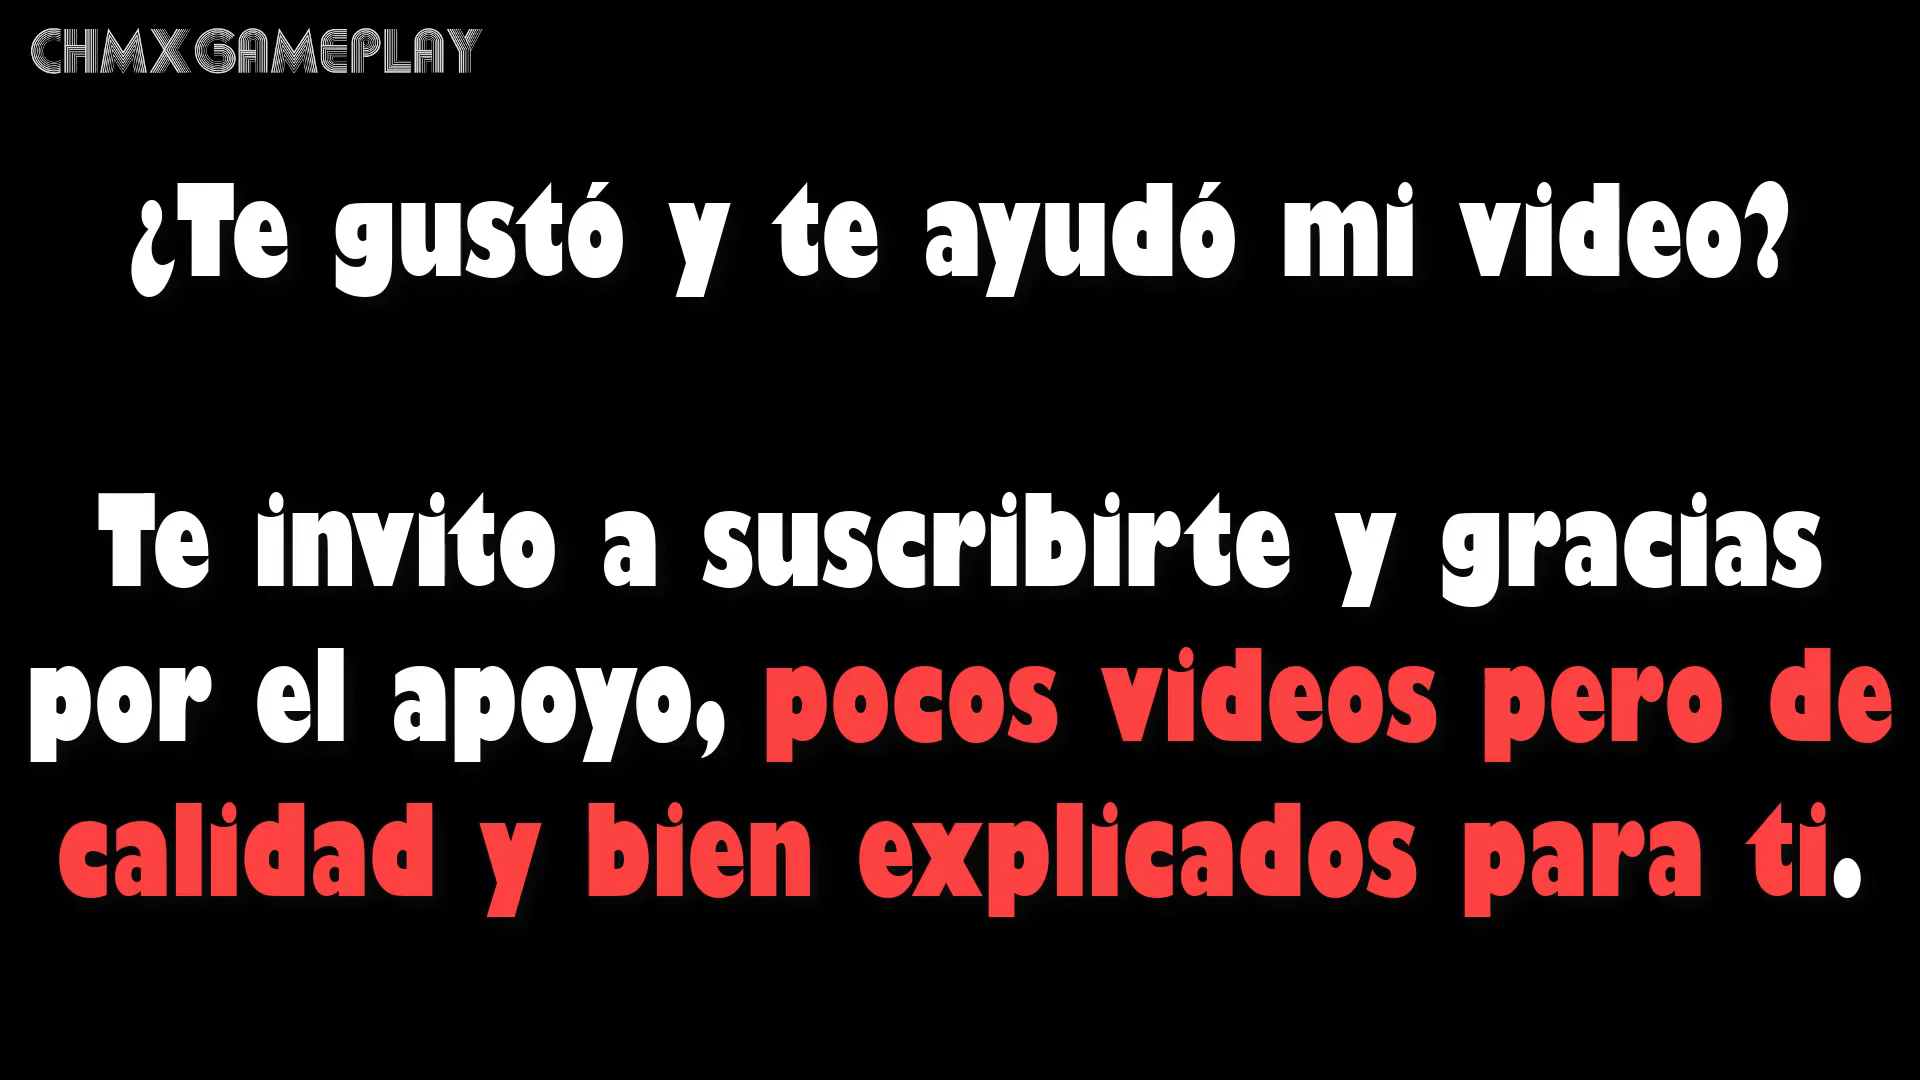 CHMXGAMEPLAY
¿Te gustó y te ayudó mi video?
Te invito a suscribirte y gracias
por el apoyo, pocos videos pero de
calidad y bien explicados para ti.